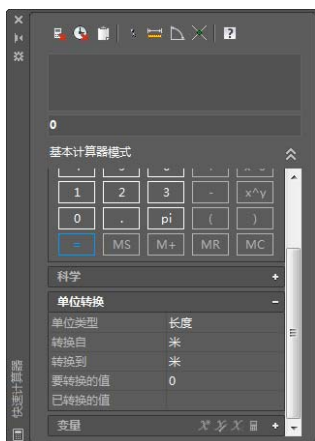 ?
0
基本计算器模式
1 2 3 - x^y
0 . pi ( )
= MS M+ MR MC
科学 +
单位转换 -
单位类型 长度
转换自 米
转换到 米
要转换的值 0
已转换的值
变量
快速计算器